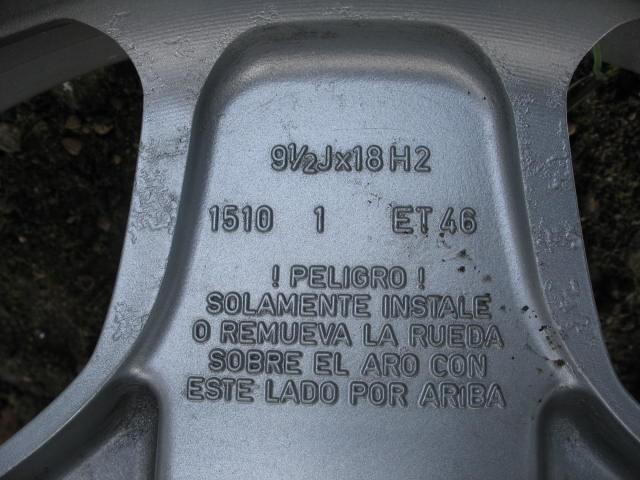 9½Jx18 H2
1510 1 ET 46
! PELIGRO !
SOLAMENTE INSTALE
O REMUEVA LA RUEDA
SOBRE EL ARO CON
ESTE LADO POR ARIBA